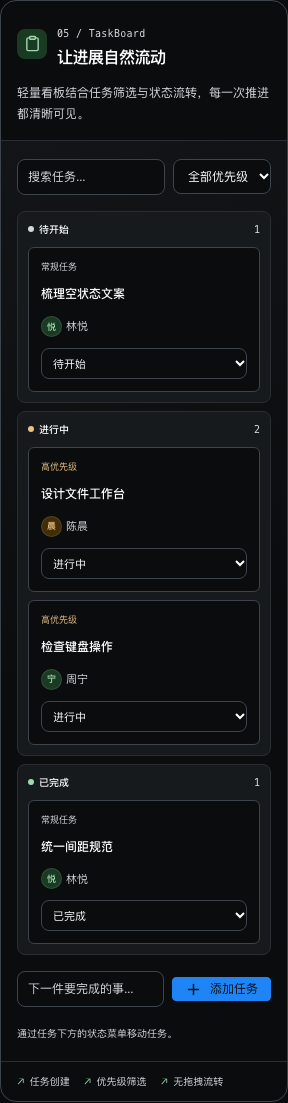 05 / TaskBoard
让进展自然流动
轻量看板结合任务筛选与状态流转，每一次推进
都清晰可见。
搜索任务… 全部优先级
待开始 1
常规任务
梳理空状态文案
悦 林悦
待开始
进行中 2
高优先级
设计文件工作台
晨 陈晨
进行中
高优先级
检查键盘操作
宁 周宁
进行中
已完成 1
常规任务
统一间距规范
悦 林悦
已完成
下一件要完成的事… ＋ 添加任务
通过任务下方的状态菜单移动任务。
↗ 任务创建 ↗ 优先级筛选 ↗ 无拖拽流转